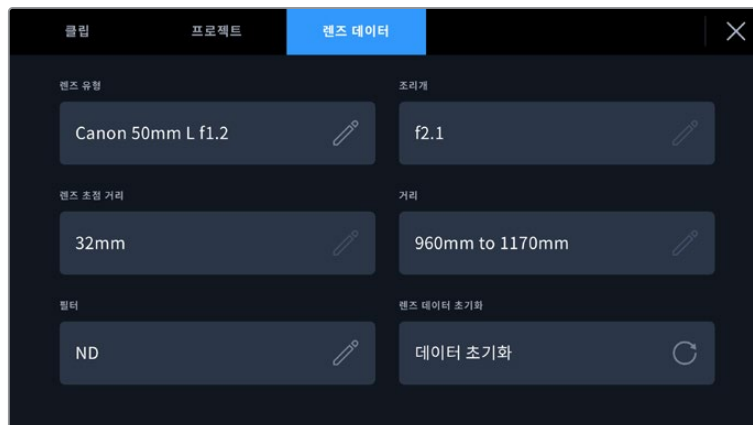 클립 프로젝트 렌즈 데이터
렌즈 유형 조리개
Canon 50mm L f1.2 f2.1
렌즈 초점 거리 거리
32mm 960mm to 1170mm
필터 렌즈 데이터 초기화
ND 데이터 초기화